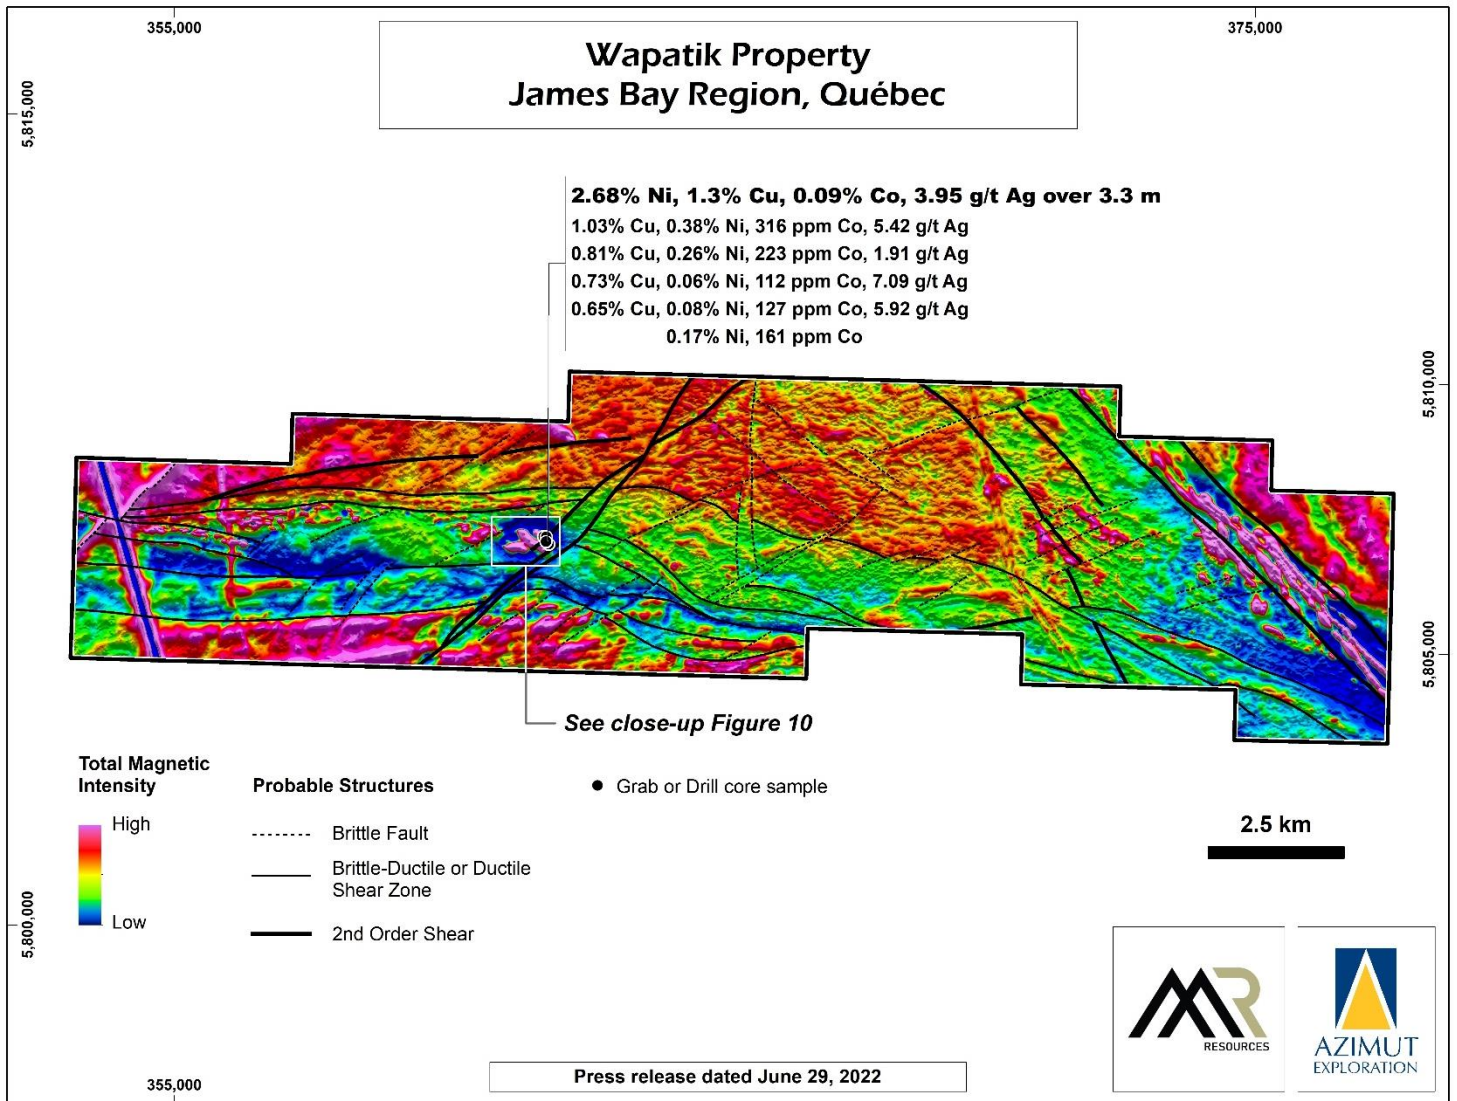 355,000
375,000
Wapatik Property
James Bay Region, Québec
5,815,000
2.68% Ni, 1.3% Cu, 0.09% Co, 3.95 g/t Ag over 3.3 m
1.03% Cu, 0.38% Ni, 316 ppm Co, 5.42 g/t Ag
0.81% Cu, 0.26% Ni, 223 ppm Co, 1.91 g/t Ag
0.73% Cu, 0.06% Ni, 112 ppm Co, 7.09 g/t Ag
0.65% Cu, 0.08% Ni, 127 ppm Co, 5.92 g/t Ag
0.17% Ni, 161 ppm Co
5,810,000
5,805,000
See close-up Figure 10
Total Magnetic
Intensity
High
Low
Probable Structures
Brittle Fault
Brittle-Ductile or Ductile
Shear Zone
2nd Order Shear
Grab or Drill core sample
2.5 km
5,800,000
MR
RESOURCES
AZIMUT
EXPLORATION
355,000
Press release dated June 29, 2022